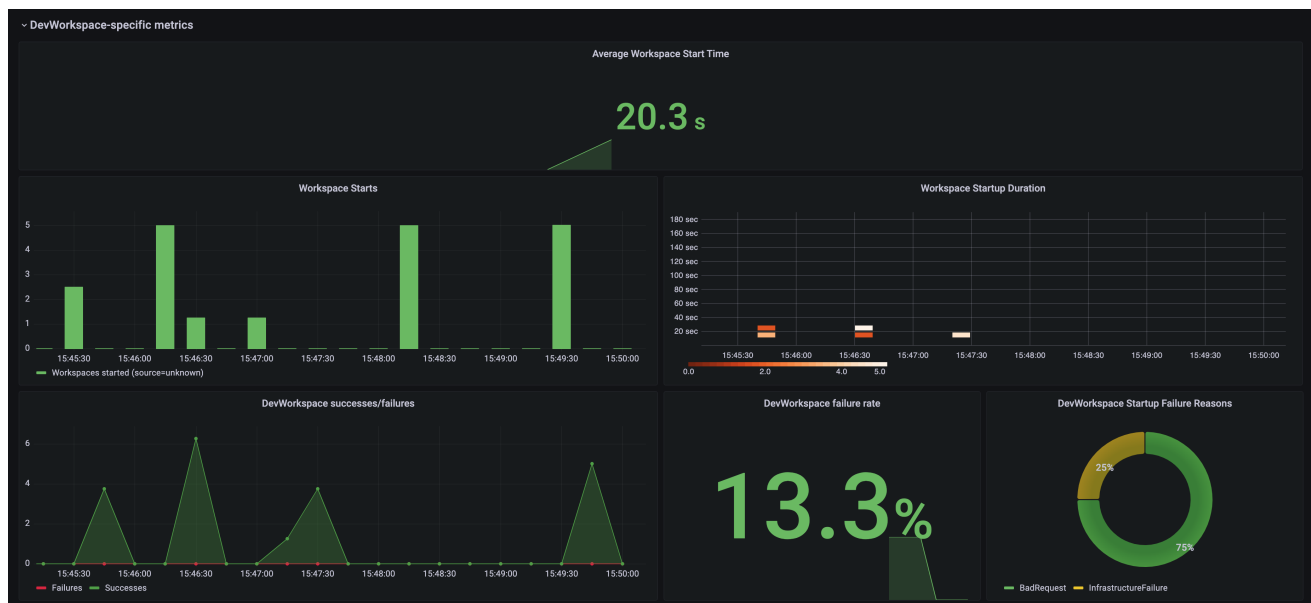 DevWorkspace-specific metrics
Average Workspace Start Time
20.3 s
Workspace Starts
5
4
3
2
1
0
15:45:30 15:46:00 15:46:30 15:47:00 15:47:30 15:48:00 15:48:30 15:49:00 15:49:30 15:50:00
Workspaces started (source=unknown)
Workspace Startup Duration
180 sec
160 sec
140 sec
120 sec
100 sec
80 sec
60 sec
40 sec
20 sec
15:45:30 15:46:00 15:46:30 15:47:00 15:47:30 15:48:00 15:48:30 15:49:00 15:49:30 15:50:00
0.0 2.0 4.0 5.0
DevWorkspace successes/failures
6
4
2
0
15:45:30 15:46:00 15:46:30 15:47:00 15:47:30 15:48:00 15:48:30 15:49:00 15:49:30 15:50:00
Failures Successes
DevWorkspace failure rate
13.3%
DevWorkspace Startup Failure Reasons
25%
75%
BadRequest InfrastructureFailure